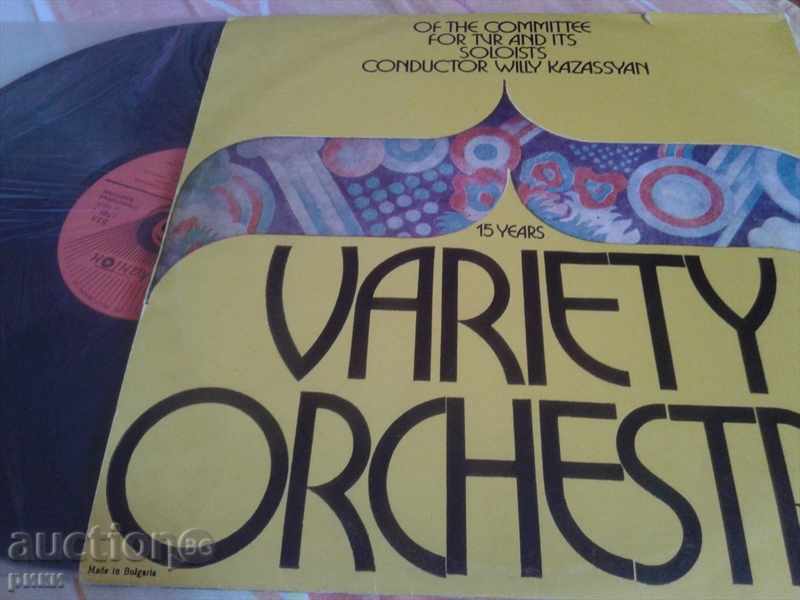 OF THE COMMITTEE
FOR TVR AND ITS
SOLOISTS
CONDUCTOR WILLY KAZASSYAN
15 YEARS
VARIETY
ORCHESTR
Made in Bulgaria
auction BG